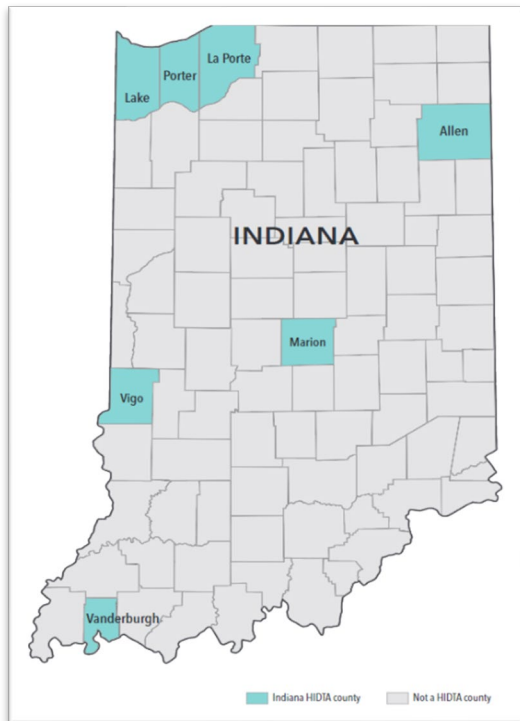 La Porte
Porter
Lake
Allen
INDIANA
Marion
Vigo
Vanderburgh
Indiana HIDTA county
Not a HIDTA county